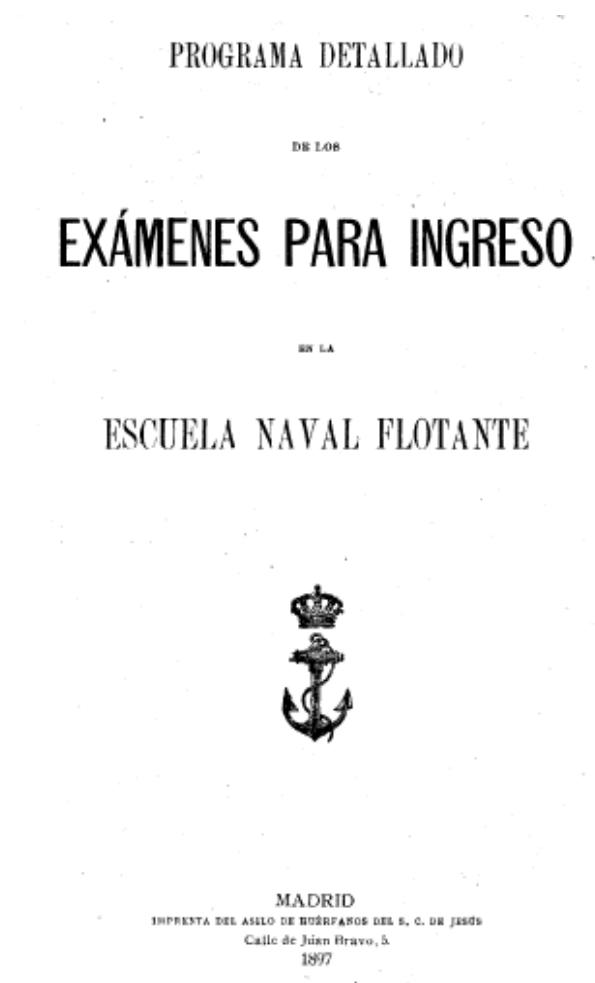 PROGRAMA DETALLADO
DE LOS
EXÁMENES PARA INGRESO
EN LA
ESCUELA NAVAL FLOTANTE
MADRID
IMPRENTA DEL ASILO DE HUÉRFANOS DEL S. C. DE JESÚS
Calle de Juan Bravo, 5.
1897